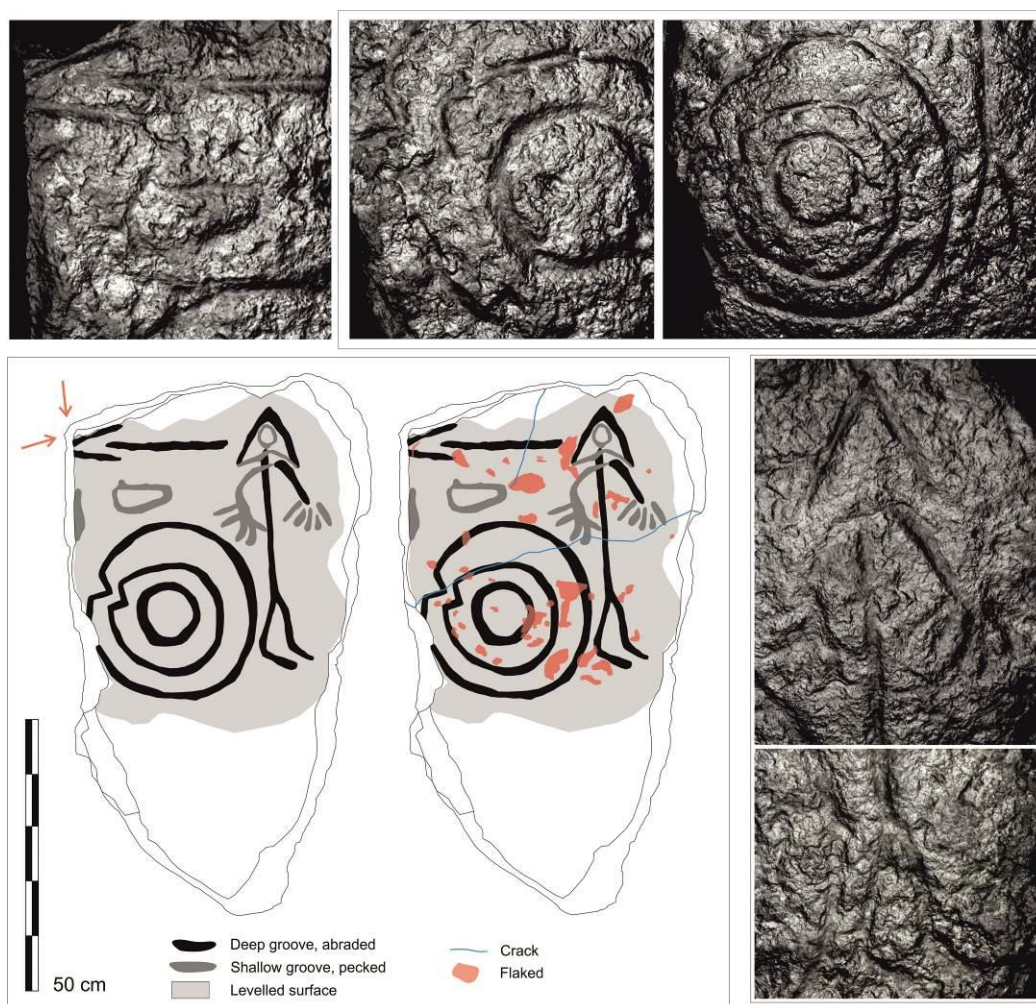 Deep groove, abraded
Shallow groove, pecked
Levelled surface
Crack
Flaked
50 cm